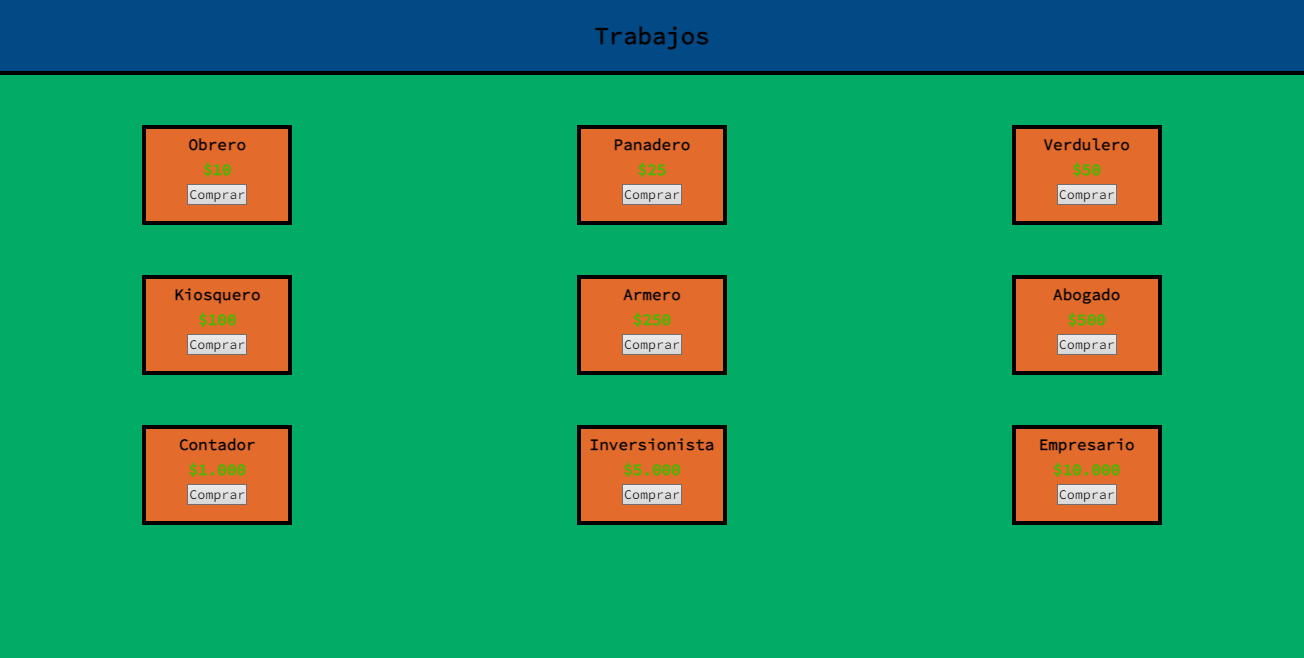 Trabajos
Obrero
$10
Comprar
Panadero
$25
Comprar
Verdulero
$50
Comprar
Kiosquero
$100
Comprar
Armero
$250
Comprar
Abogado
$500
Comprar
Contador
$1.000
Comprar
Inversionista
$5.000
Comprar
Empresario
$10.000
Comprar